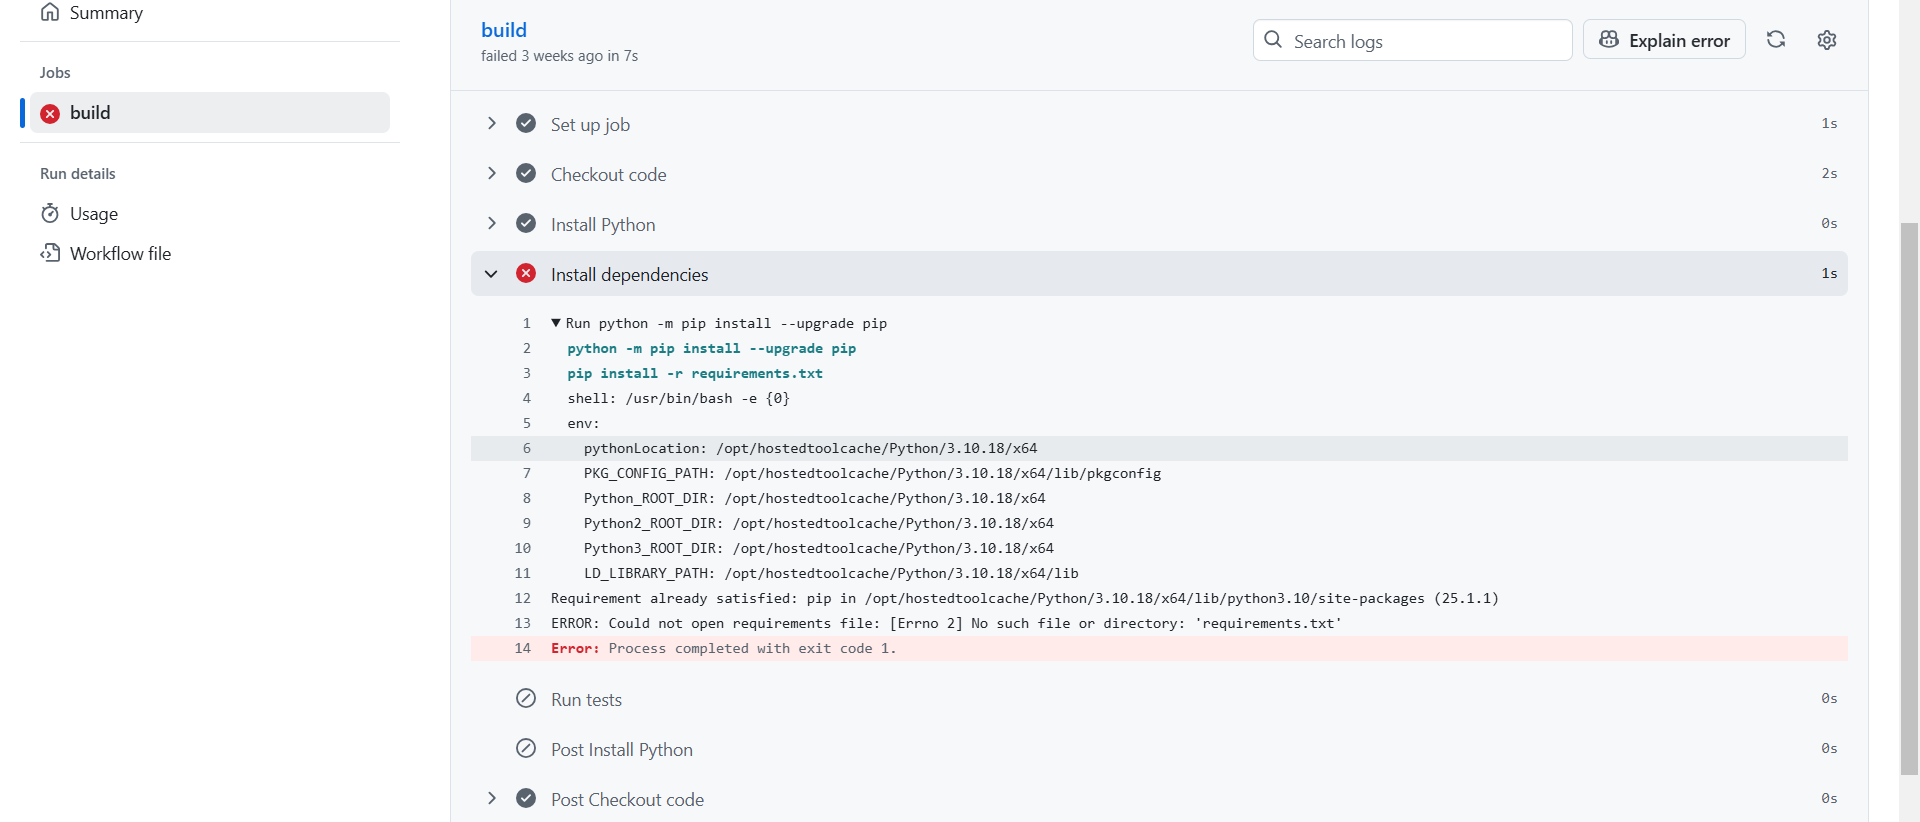 Summary
Jobs
build
Run details
Usage
Workflow file
build
failed 3 weeks ago in 7s
Search logs
Explain error
Set up job 1s
Checkout code 2s
Install Python 0s
Install dependencies 1s
1 ▼ Run python -m pip install --upgrade pip
2 python -m pip install --upgrade pip
3 pip install -r requirements.txt
4 shell: /usr/bin/bash -e {0}
5 env:
6 pythonLocation: /opt/hostedtoolcache/Python/3.10.18/x64
7 PKG_CONFIG_PATH: /opt/hostedtoolcache/Python/3.10.18/x64/lib/pkgconfig
8 Python_ROOT_DIR: /opt/hostedtoolcache/Python/3.10.18/x64
9 Python2_ROOT_DIR: /opt/hostedtoolcache/Python/3.10.18/x64
10 Python3_ROOT_DIR: /opt/hostedtoolcache/Python/3.10.18/x64
11 LD_LIBRARY_PATH: /opt/hostedtoolcache/Python/3.10.18/x64/lib
12 Requirement already satisfied: pip in /opt/hostedtoolcache/Python/3.10.18/x64/lib/python3.10/site-packages (25.1.1)
13 ERROR: Could not open requirements file: [Errno 2] No such file or directory: 'requirements.txt'
14 Error: Process completed with exit code 1.
Run tests 0s
Post Install Python 0s
Post Checkout code 0s